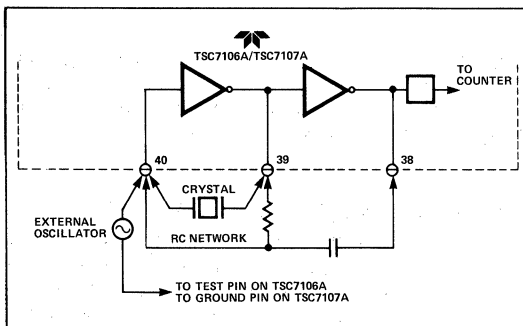 TSC7106A/TSC7107A
TO
COUNTER
40
39
38
CRYSTAL
EXTERNAL
OSCILLATOR
RC NETWORK
TO TEST PIN ON TSC7106A
TO GROUND PIN ON TSC7107A